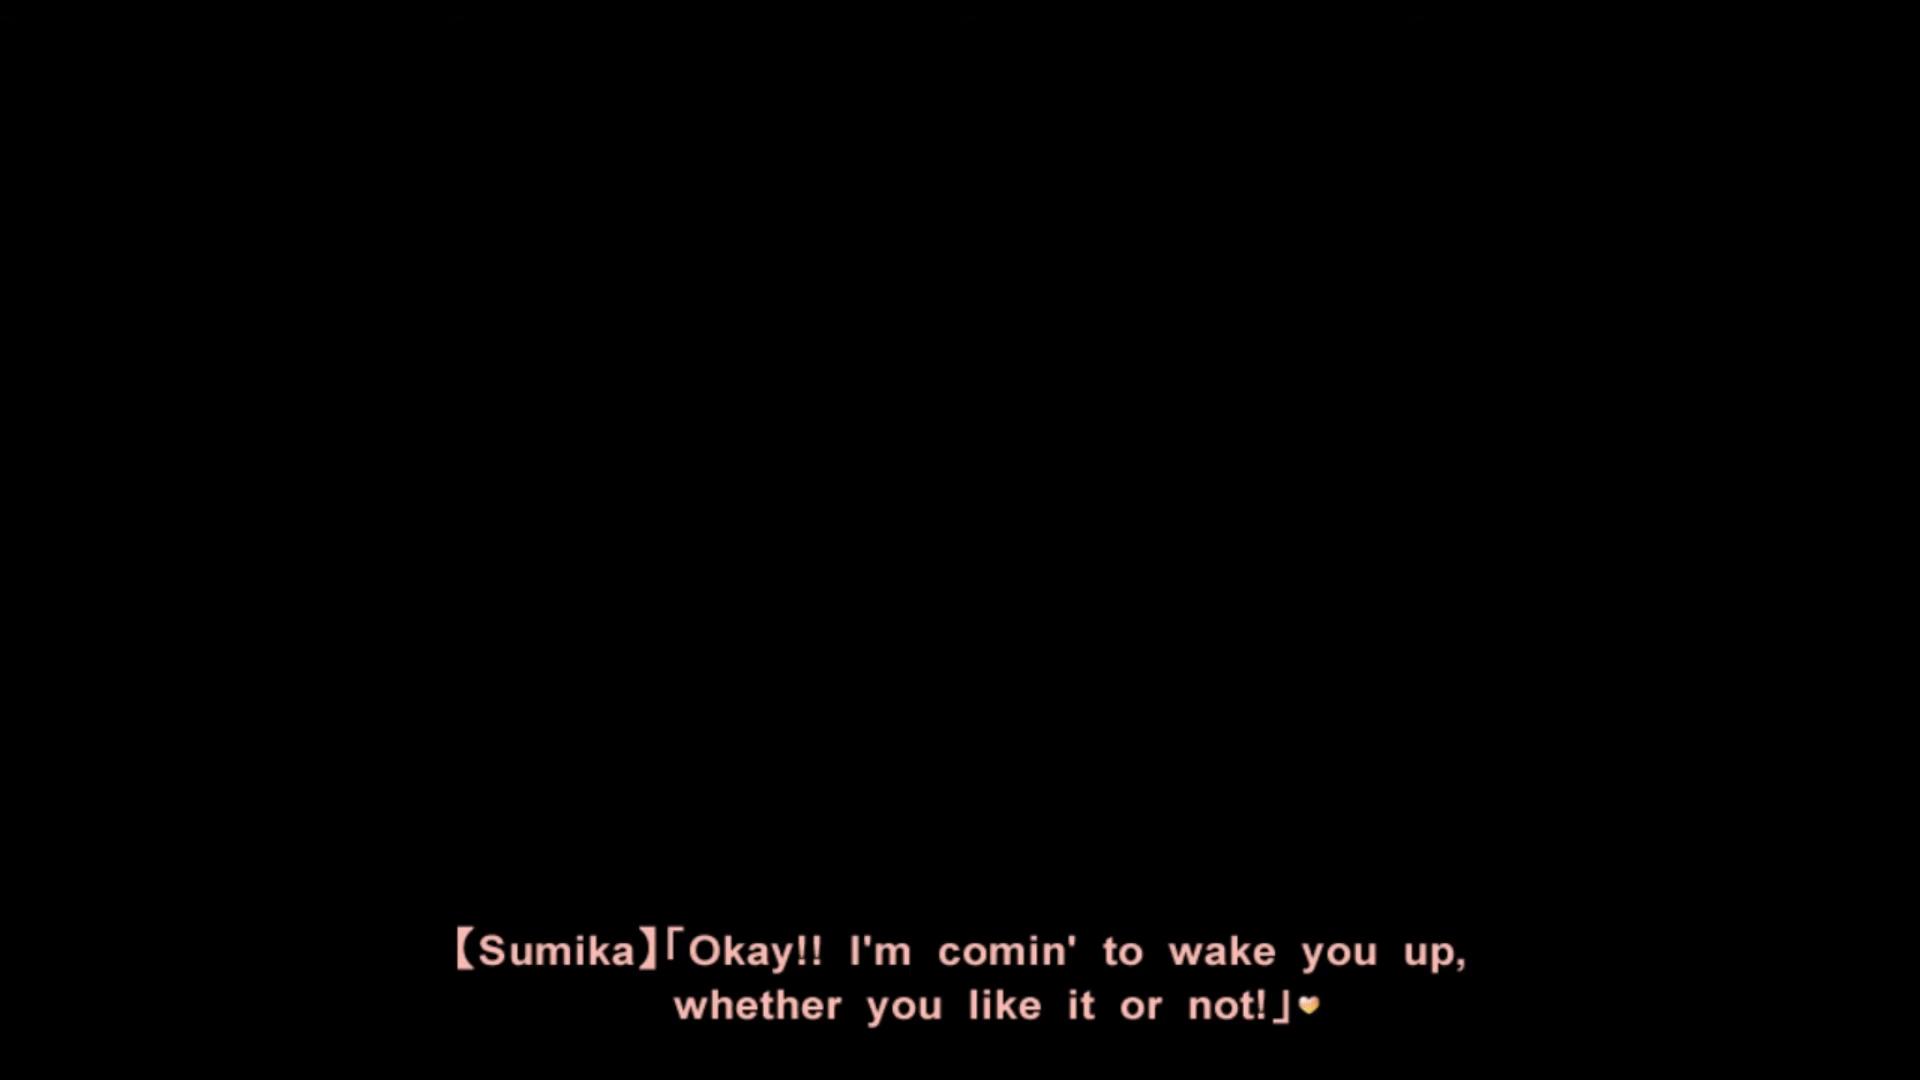 【Sumika】「Okay!! I'm comin' to wake you up,
whether you like it or not!」